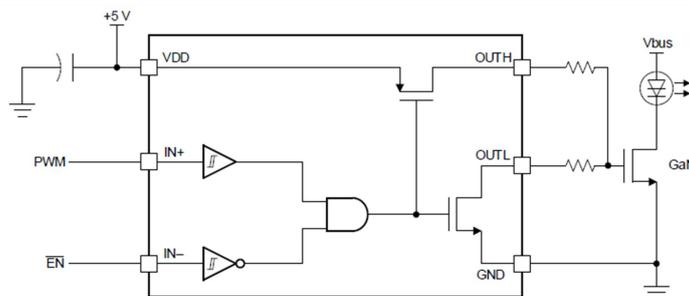 +5 V
VDD
OUTH
Vbus
PWM
IN+
OUTL
EN
IN–
GND